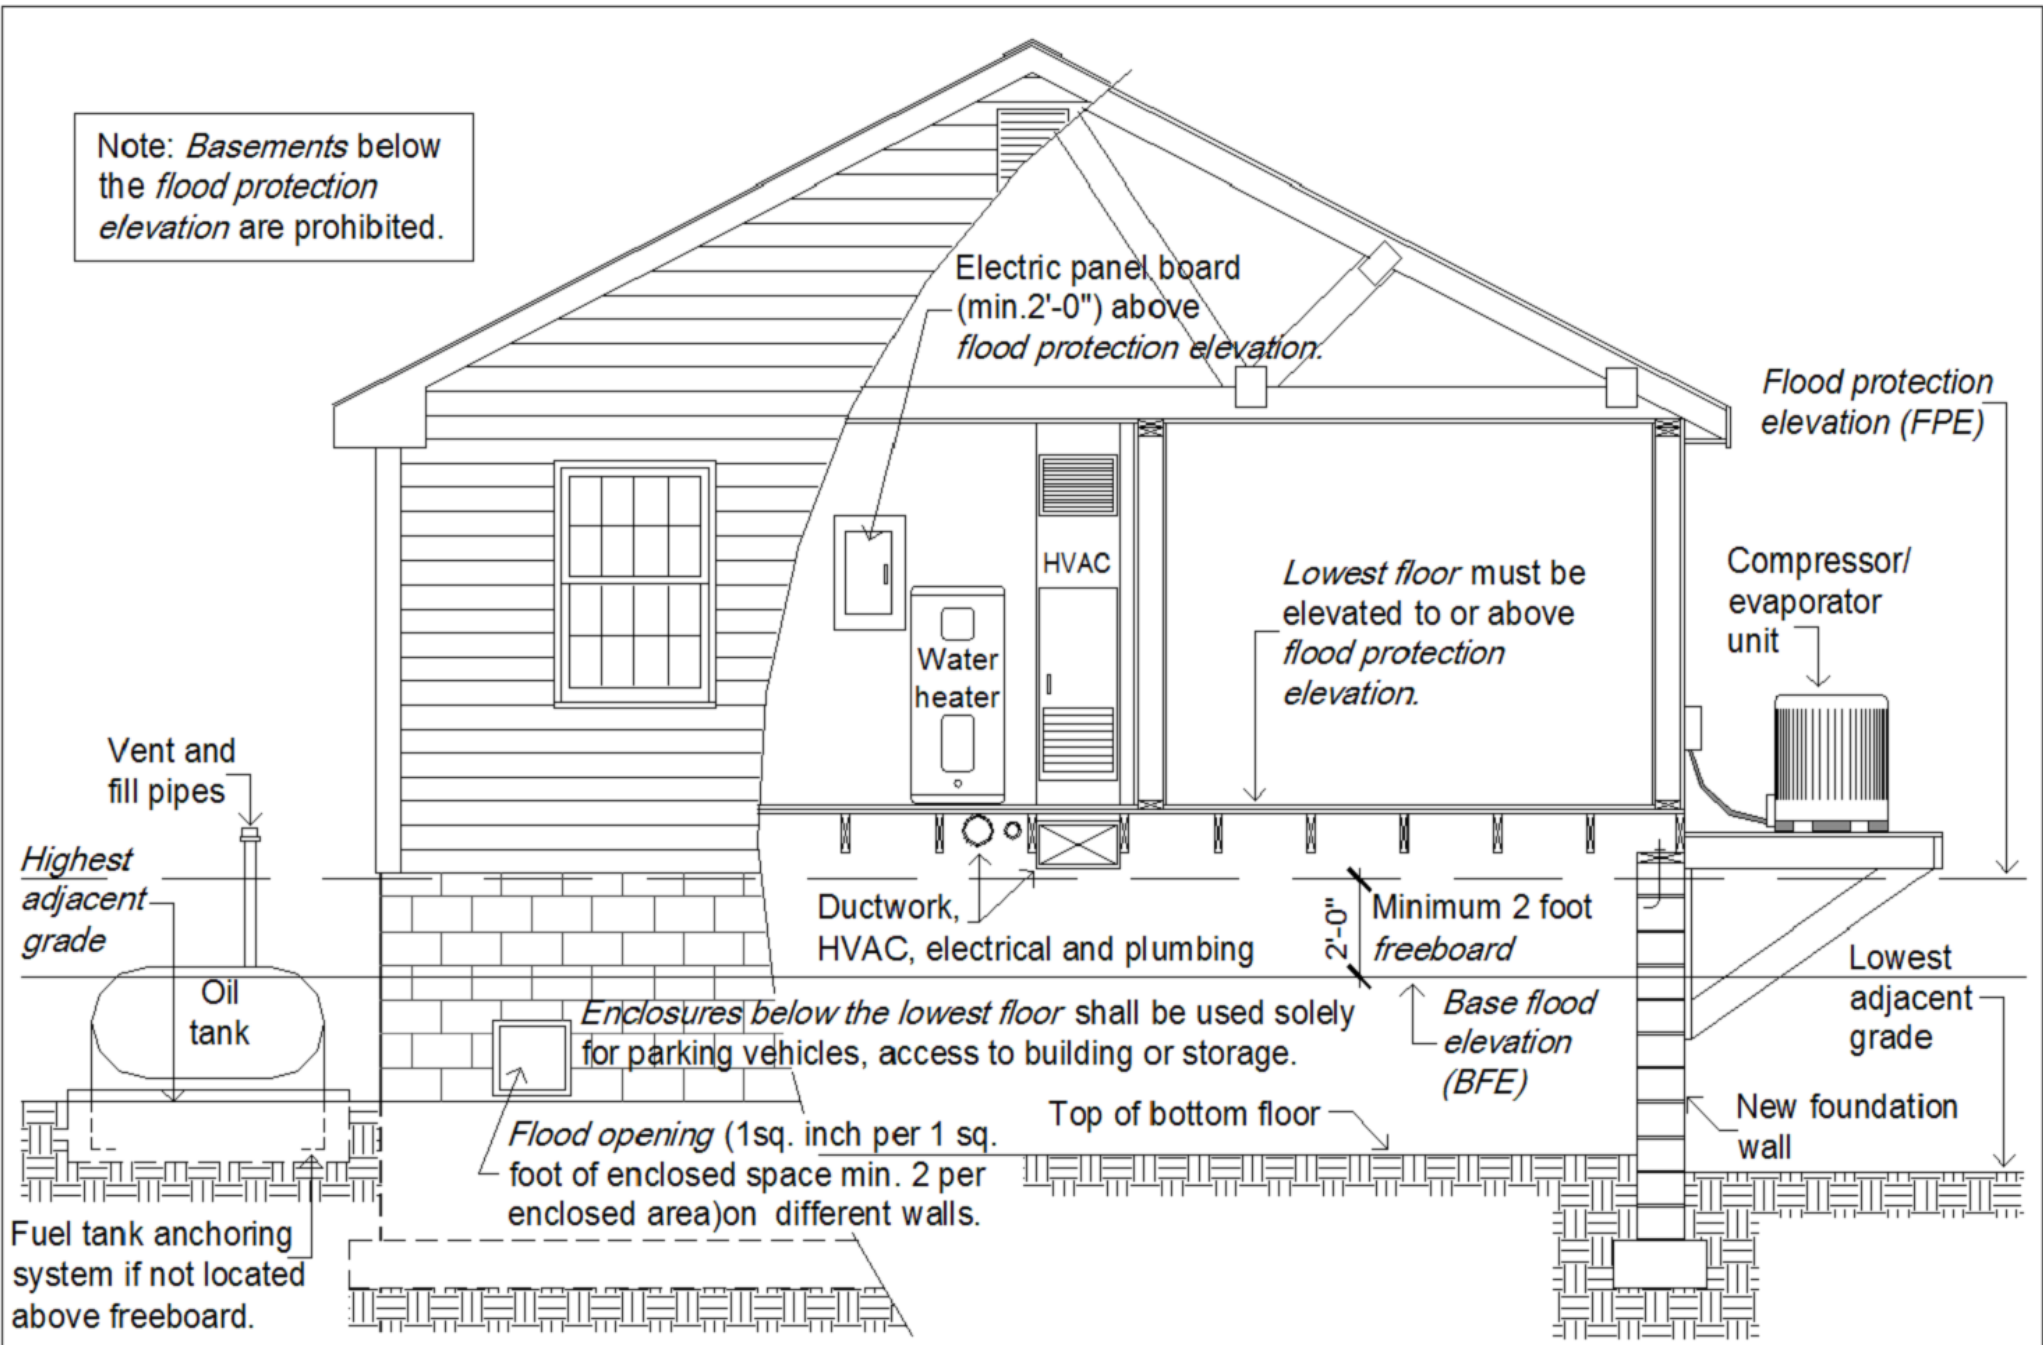 Note: Basements below
the flood protection
elevation are prohibited.
Electric panel board
(min.2'-0") above
flood protection elevation.
Flood protection
elevation (FPE)
HVAC
Lowest floor must be
elevated to or above
flood protection
elevation.
Compressor/
evaporator
unit
Water
heater
Vent and
fill pipes
Highest
adjacent
grade
Oil
tank
Ductwork,
HVAC, electrical and plumbing
2'-0"
Minimum 2 foot
freeboard
Lowest
adjacent
grade
Base flood
elevation
(BFE)
Enclosures below the lowest floor shall be used solely
for parking vehicles, access to building or storage.
Top of bottom floor
New foundation
wall
Flood opening (1sq. inch per 1 sq.
foot of enclosed space min. 2 per
enclosed area)on different walls.
Fuel tank anchoring
system if not located
above freeboard.